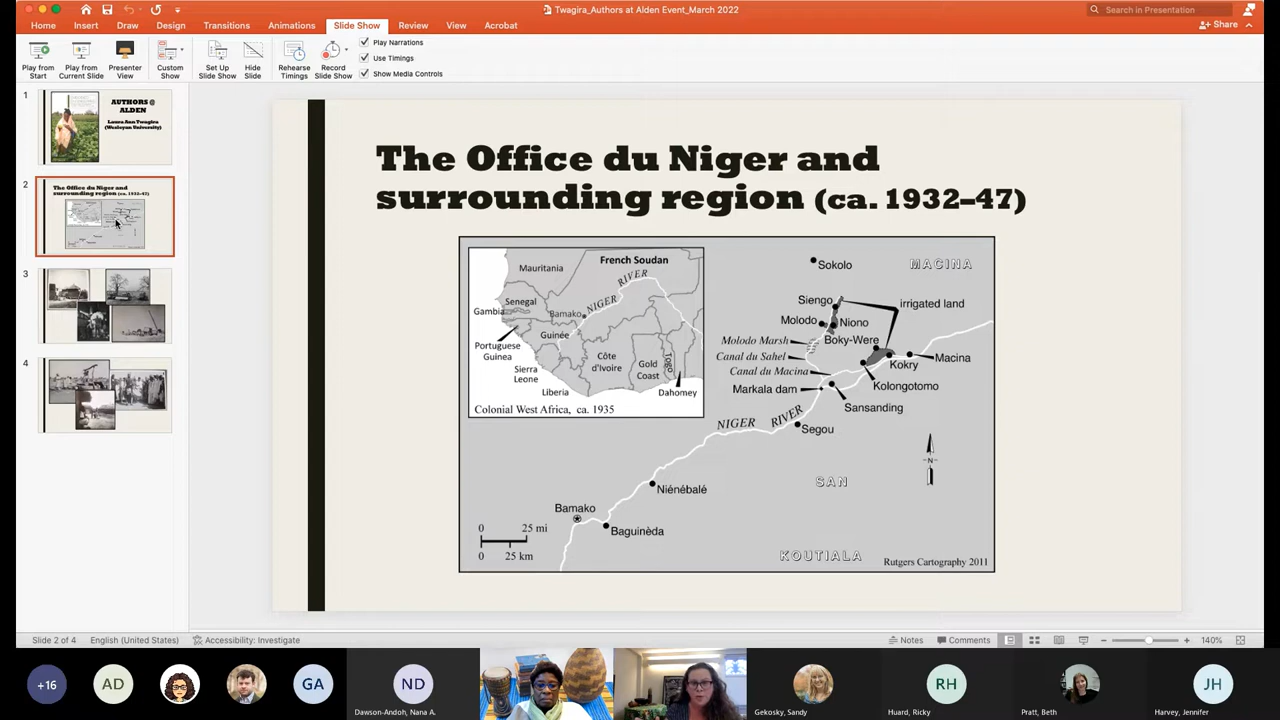 Twagira_Authors at Alden Event_March 2022
Search in Presentation
Home Insert Draw Design Transitions Animations Slide Show Review View Acrobat
Share
Play from Start
Play from Current Slide
Presenter View
Custom Show
Set Up Slide Show
Hide Slide
Rehearse Timings
Record Slide Show
Play Narrations
Use Timings
Show Media Controls
1
AUTHORS @
ALDEN
Laura Ann Twagira
(Wesleyan University)
2
The Office du Niger and
surrounding region (ca. 1932-47)
3
4
The Office du Niger and
surrounding region (ca. 1932–47)
French Soudan
Mauritania
NIGER RIVER
Senegal
Gambia
Bamako
Guinée
Portuguese
Guinea
Sierra
Leone
Liberia
Côte
d'Ivoire
Gold
Coast
Togo
Dahomey
Colonial West Africa, ca. 1935
Sokolo
MACINA
Siengo
irrigated land
Molodo
Niono
Molodo Marsh
Boky-Were
Canal du Sahel
Macina
Canal du Macina
Kokry
Markala dam
Kolongotomo
Sansanding
NIGER RIVER
Segou
N
SAN
Niénébalé
Bamako
Baguinèda
0 25 mi
0 25 km
KOUTIALA
Rutgers Cartography 2011
Slide 2 of 4
English (United States)
Accessibility: Investigate
Notes
Comments
140%
+16
AD
GA
ND
Dawson-Andoh, Nana A.
Gekosky, Sandy
RH
Huard, Ricky
Pratt, Beth
JH
Harvey, Jennifer